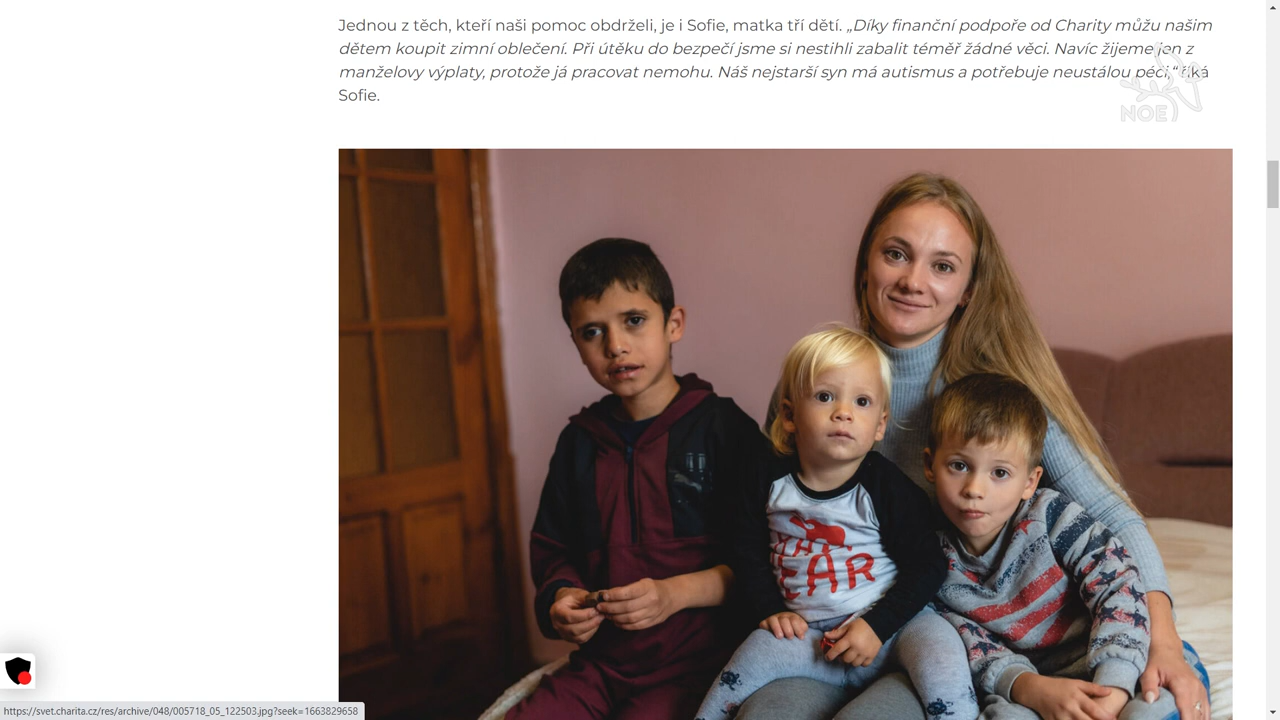 Jednou z těch, kteří naši pomoc obdrželi, je i Sofie, matka tří dětí. „Díky finanční podpoře od Charity můžu našim
dětem koupit zimní oblečení. Při útěku do bezpečí jsme si nestihli zabalit téměř žádné věci. Navíc žijeme jen z
manželovy výplaty, protože já pracovat nemohu. Náš nejstarší syn má autismus a potřebuje neustálou péči,“ říká
Sofie.
NOE
BEAR
https://svet.charita.cz/res/archive/048/005718_05_122503.jpg?seek=1663829658